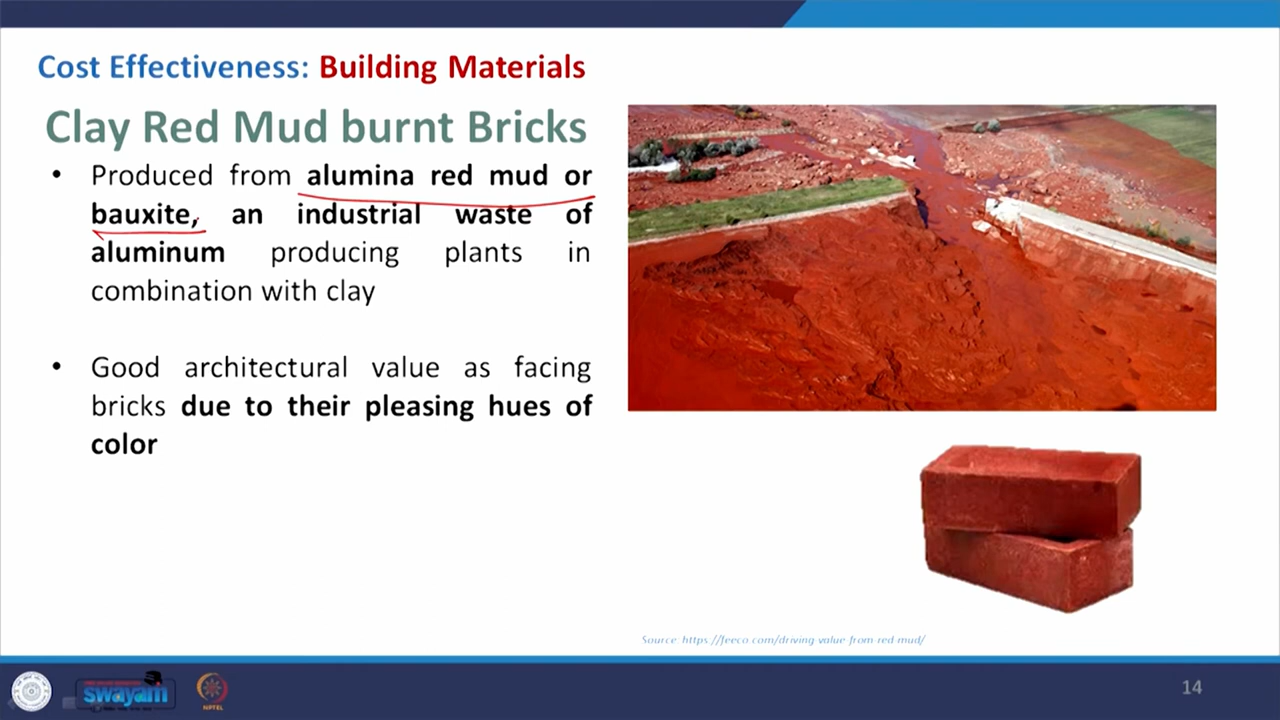 Cost Effectiveness: Building Materials
Clay Red Mud burnt Bricks
• Produced from alumina red mud or
bauxite, an industrial waste of
aluminum producing plants in
combination with clay
• Good architectural value as facing
bricks due to their pleasing hues of
color
Source: https://feeco.com/driving-value-from-red-mud/
swayam
NPTEL
14